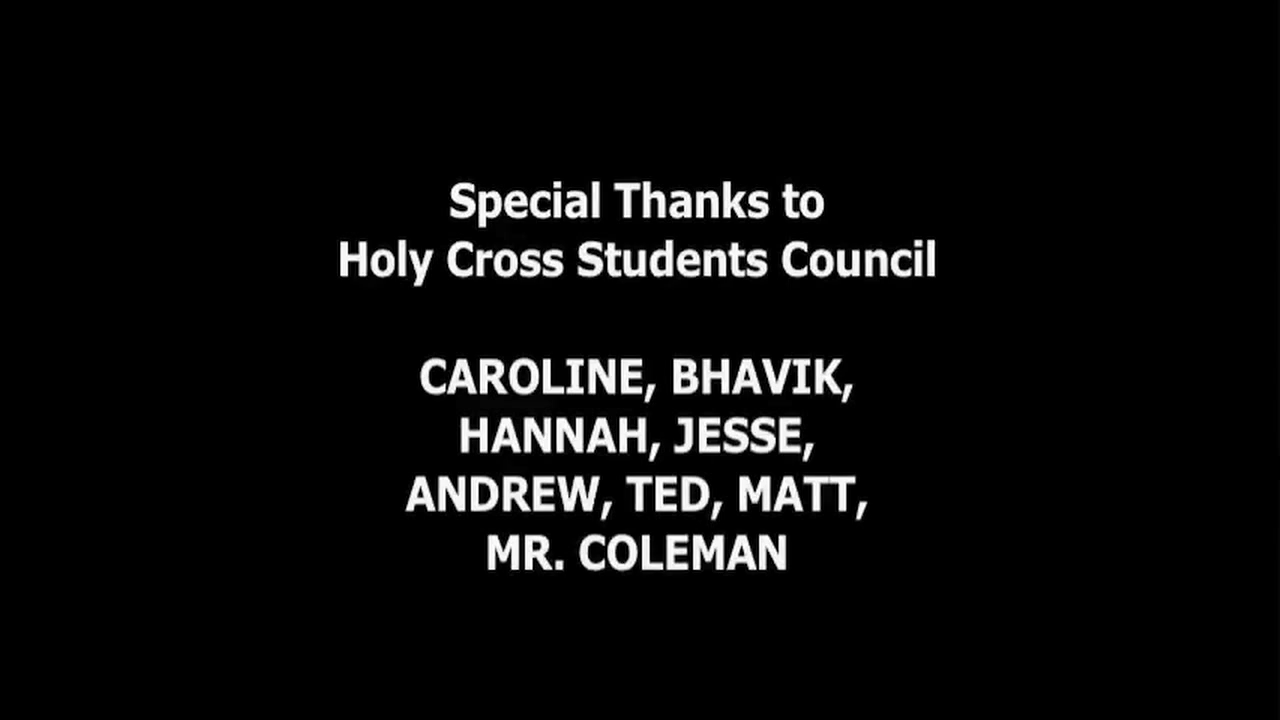 Special Thanks to
Holy Cross Students Council
CAROLINE, BHAVIK,
HANNAH, JESSE,
ANDREW, TED, MATT,
MR. COLEMAN